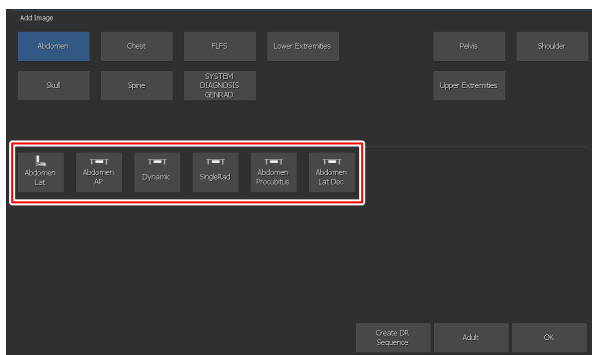 Add Image
Abdomen
Chest
FLFS
Lower Extremities
Pelvis
Shoulder
Skull
Spine
SYSTEM
DIAGNOSIS
GENRAD
Upper Extremities
Abdomen
Lat
Abdomen
AP
Dynamic
SingleRad
Abdomen
Procubitus
Abdomen
Lat Dec
Create DR
Sequence
Adult
OK